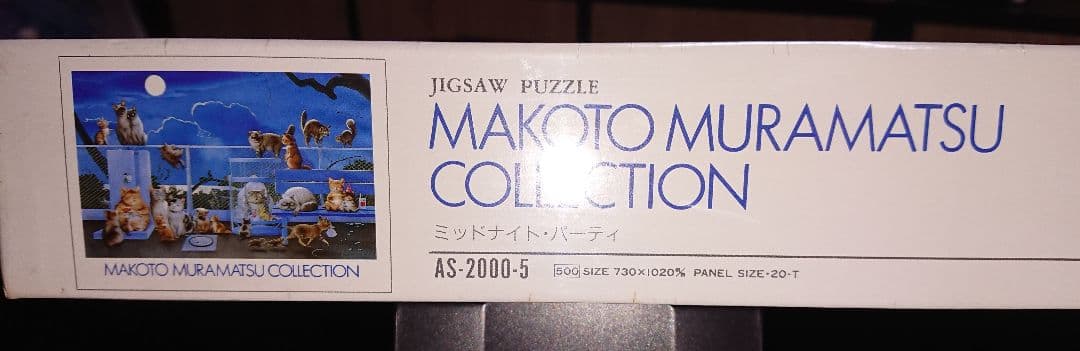 MAKOTO MURAMATSU COLLECTION
JIGSAW PUZZLE
MAKOTO MURAMATSU
COLLECTION
ミッドナイト・パーティ
AS-2000-5 500 SIZE 730×1020㎜ PANEL SIZE-20-T